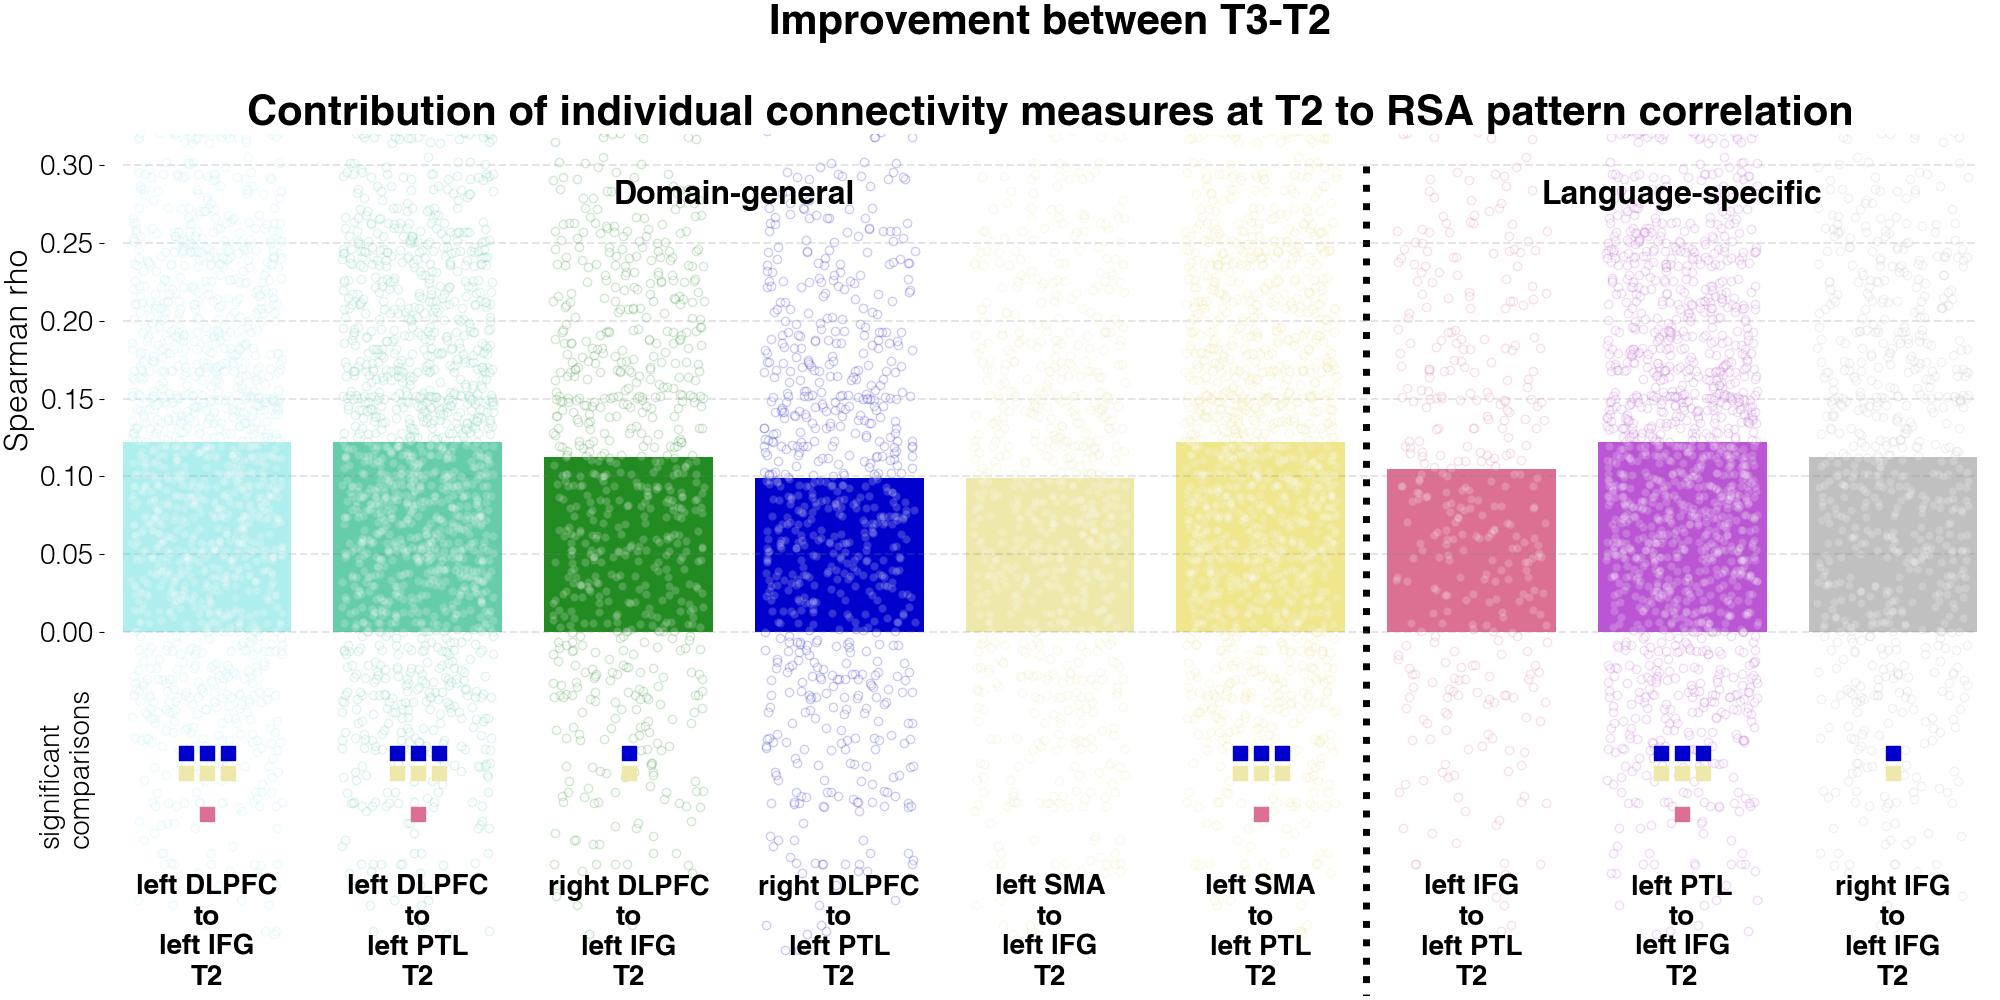 Improvement between T3-T2
Contribution of individual connectivity measures at T2 to RSA pattern correlation
Domain-general
Language-specific
Spearman rho
0.30
0.25
0.20
0.15
0.10
0.05
0.00
significant
comparisons
left DLPFC
to
left IFG
T2
left DLPFC
to
left PTL
T2
right DLPFC
to
left IFG
T2
right DLPFC
to
left PTL
T2
left SMA
to
left IFG
T2
left SMA
to
left PTL
T2
left IFG
to
left PTL
T2
left PTL
to
left IFG
T2
right IFG
to
left IFG
T2